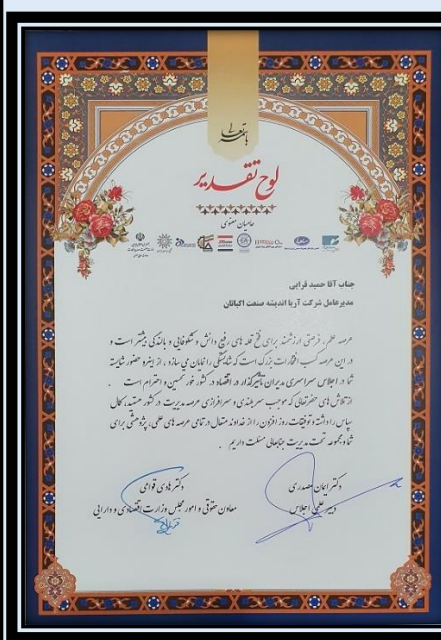 باسمه تعالی
لوح تقدیر
حامیان معنوی
جناب آقا حمید قرایی
مدیرعامل شرکت آریا اندیشه صنعت اکباتان
عرصه علم، فرصتی ارزشمند برای فتح قله های رفیع دانش و شکوفایی و بالندگی بیشتر است و
در این عرصه کسب افتخارات بزرگ است که شایستگی را نمایان می سازد، از اینرو حضور شایسته
شما در اجلاس سراسری مدیران تأثیرگذار در اقتصاد در کشور خور تحسین و احترام است .
از تلاش های حضرتعالی که موجب سربلندی و سرافرازی عرصه مدیریت در کشور هستید، کمال
سپاس را داشته و توفیقات روز افزون را از خداوند متعال در تمامی عرصه های علمی، پژوهشی برای
شما و مجموعه تحت مدیریت جنابعالی مسئلت داریم .
دکتر ایمان صدری
دبیر علمی اجلاس
دکتر هادی قوامی
معاون حقوقی و امور مجلس وزارت اقتصادی و دارایی